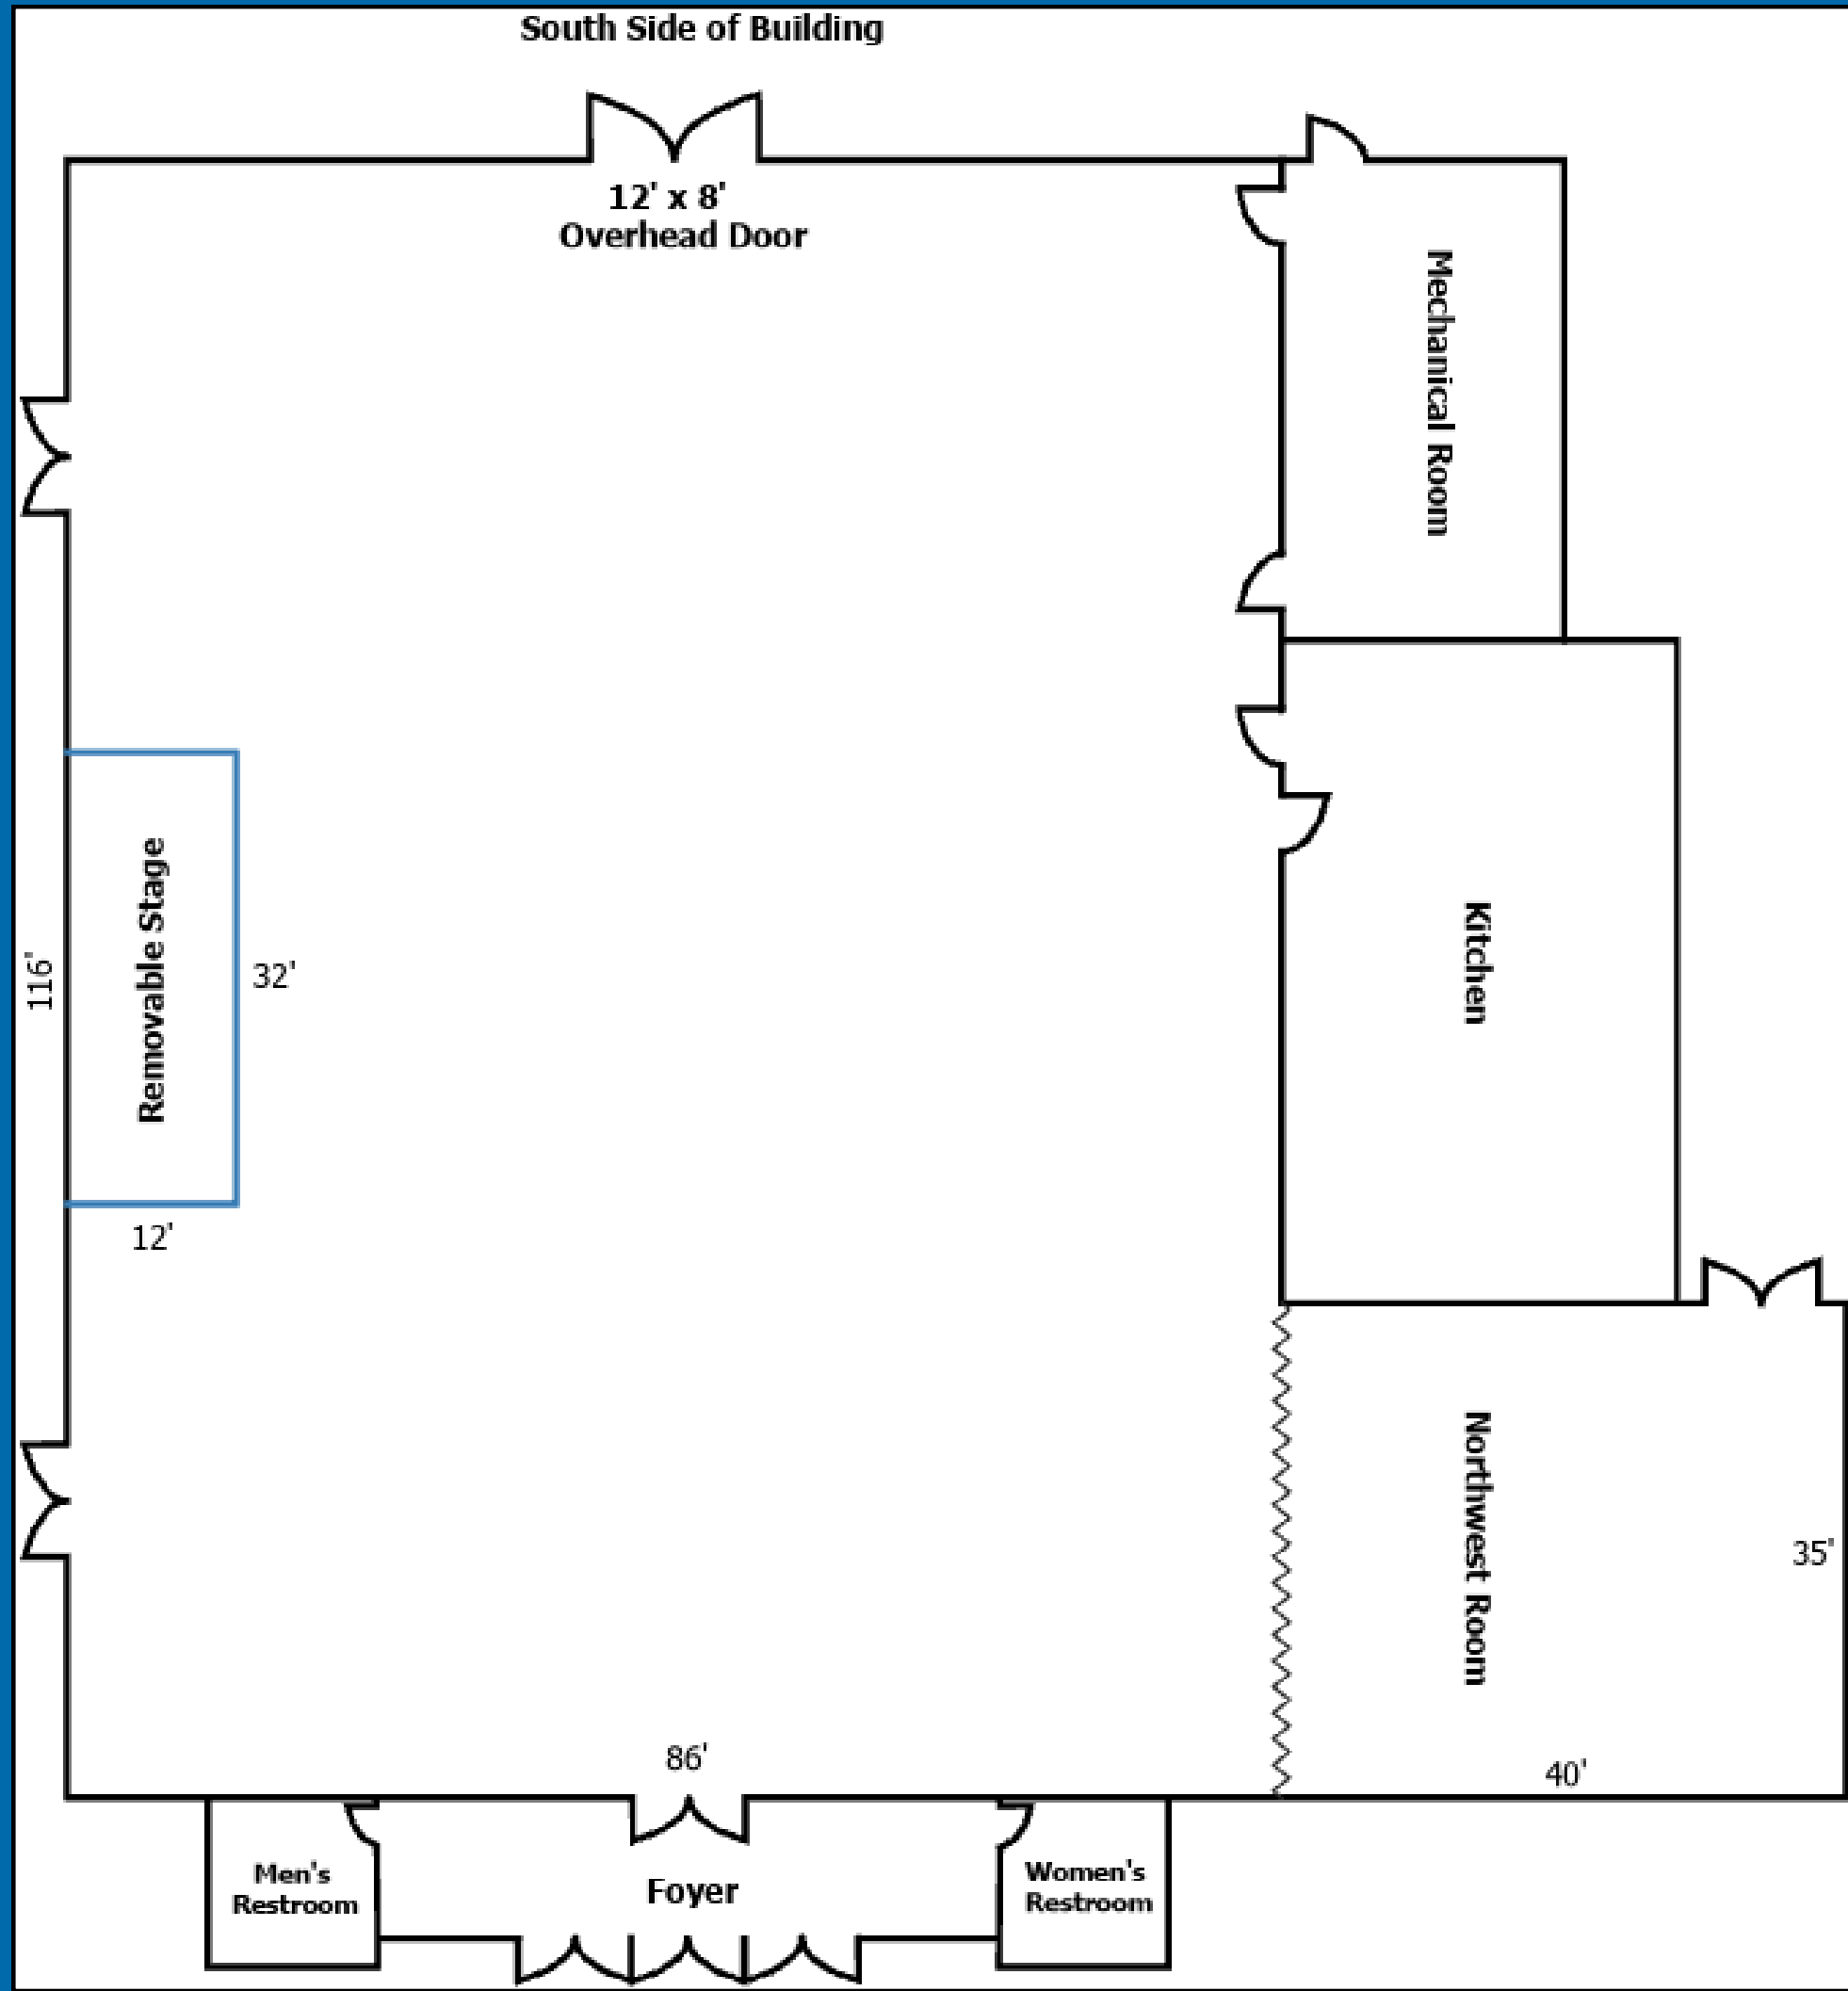 South Side of Building
12' x 8'
Overhead Door
Mechanical Room
Removable Stage
Kitchen
116'
32'
12'
Northwest Room
35'
86'
40'
Men's
Restroom
Foyer
Women's
Restroom